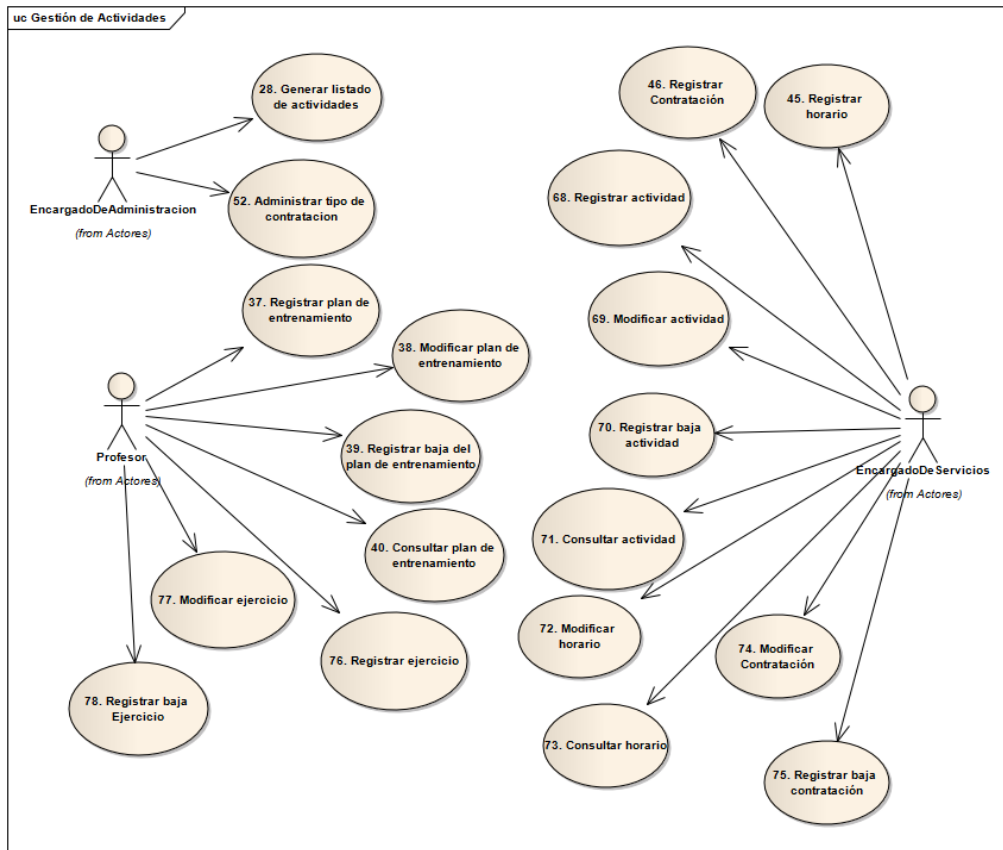 uc Gestión de Actividades
28. Generar listado
de actividades
EncargadoDeAdministracion
(from Actores)
52. Administrar tipo de
contratacion
37. Registrar plan de
entrenamiento
38. Modificar plan de
entrenamiento
Profesor
(from Actores)
39. Registrar baja del
plan de entrenamiento
40. Consultar plan de
entrenamiento
77. Modificar ejercicio
76. Registrar ejercicio
78. Registrar baja
Ejercicio
46. Registrar
Contratación
45. Registrar
horario
68. Registrar actividad
69. Modificar actividad
70. Registrar baja
actividad
EncargadoDeServicios
(from Actores)
71. Consultar actividad
72. Modificar
horario
74. Modificar
Contratación
73. Consultar horario
75. Registrar baja
contratación